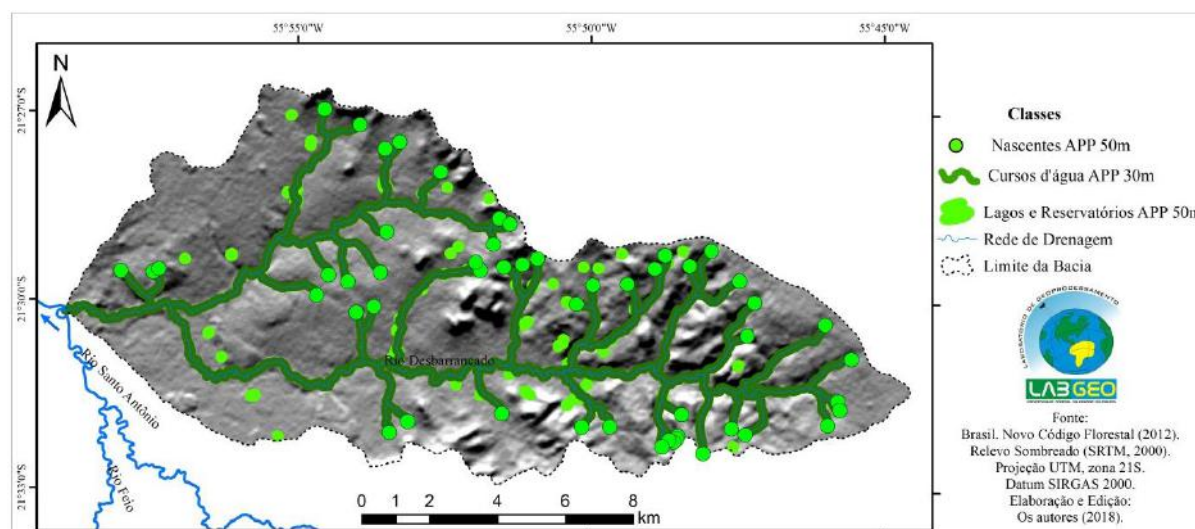 55°55'0"W 55°50'0"W 55°45'0"W
N
21°27'0"S
21°30'0"S
21°33'0"S
Rio Desbarrancado
Rio Santo Antônio
Rio Feio
0 1 2 4 6 8
km
Classes
Nascentes APP 50m
Cursos d'água APP 30m
Lagos e Reservatórios APP 50m
Rede de Drenagem
Limite da Bacia
LABORATÓRIO DE GEOPROCESSAMENTO
LABGEO
Fonte:
Brasil. Novo Código Florestal (2012).
Relevo Sombreado (SRTM, 2000).
Projeção UTM, zona 21S.
Datum SIRGAS 2000.
Elaboração e Edição:
Os autores (2018).